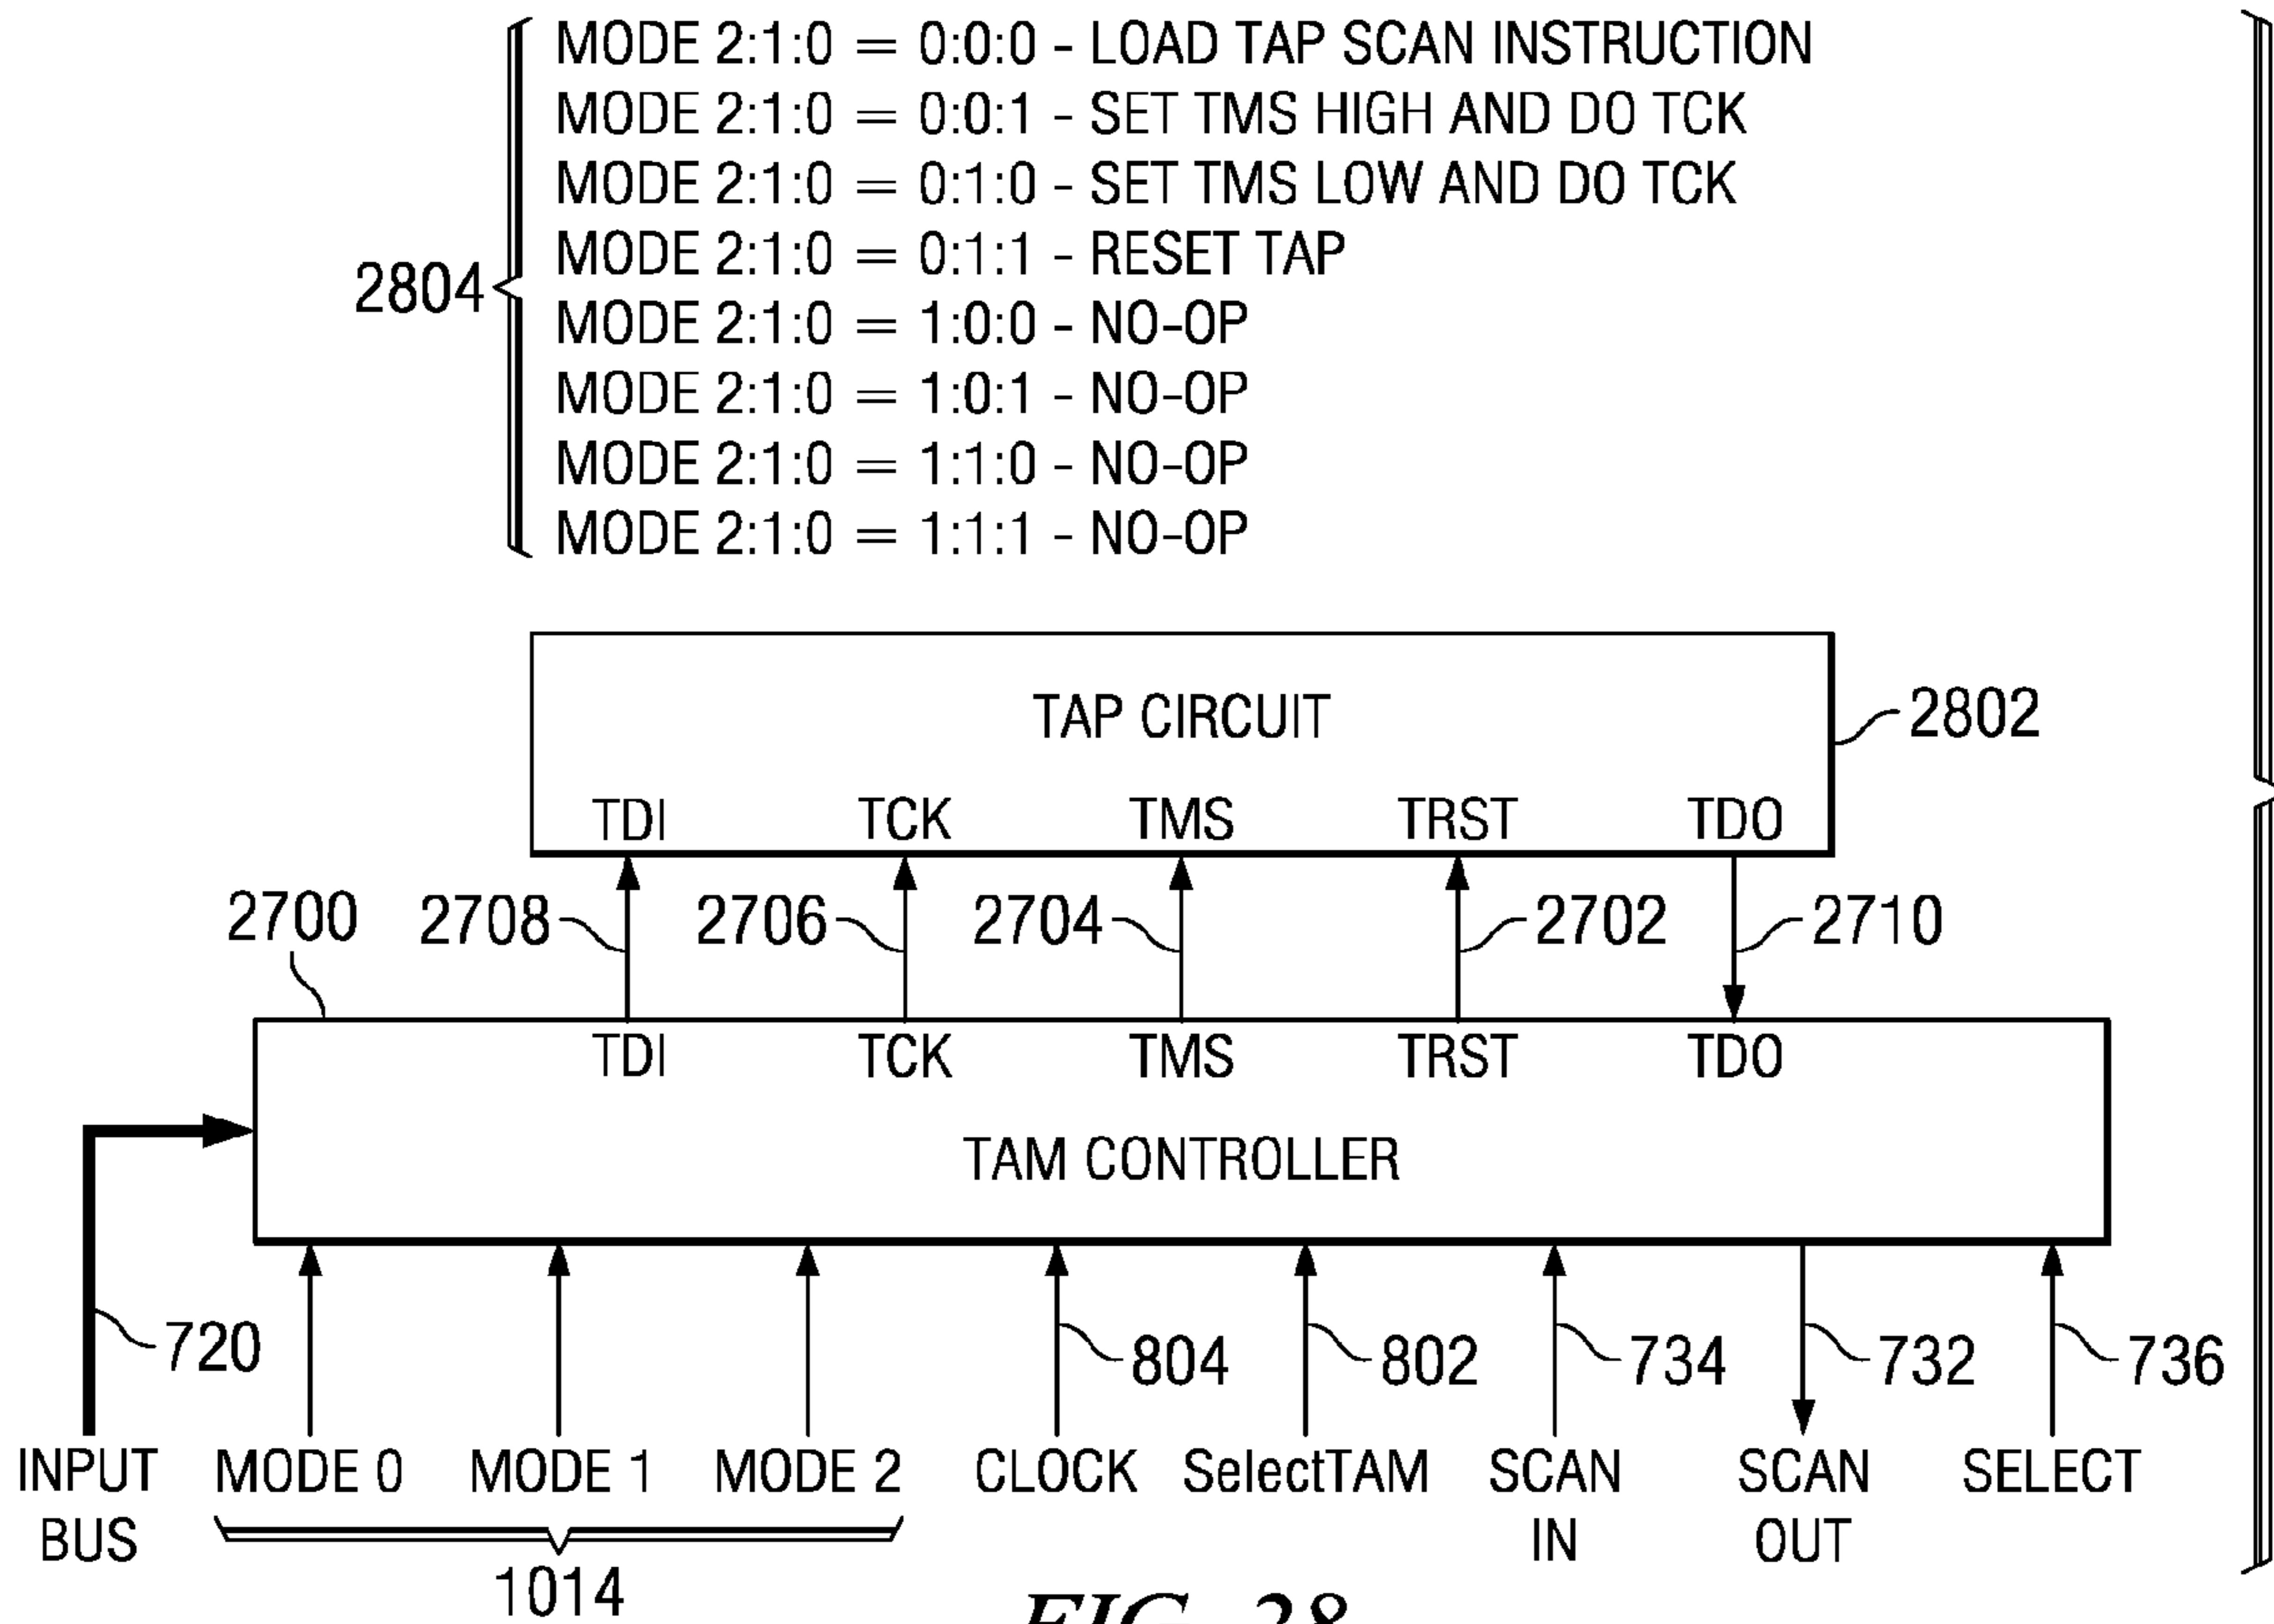 MODE 2:1:0 = 0:0:0 - LOAD TAP SCAN INSTRUCTION
MODE 2:1:0 = 0:0:1 - SET TMS HIGH AND DO TCK
MODE 2:1:0 = 0:1:0 - SET TMS LOW AND DO TCK
MODE 2:1:0 = 0:1:1 - RESET TAP
2804
MODE 2:1:0 = 1:0:0 - NO-OP
MODE 2:1:0 = 1:0:1 - NO-OP
MODE 2:1:0 = 1:1:0 - NO-OP
MODE 2:1:0 = 1:1:1 - NO-OP
TAP CIRCUIT
2802
TDI TCK TMS TRST TDO
2700 2708 2706 2704 2702 2710
TDI TCK TMS TRST TDO
TAM CONTROLLER
720 804 802 734 732 736
INPUT BUS
MODE 0 MODE 1 MODE 2 CLOCK SelectTAM
SCAN IN
SCAN OUT
SELECT
1014
FIG. 28